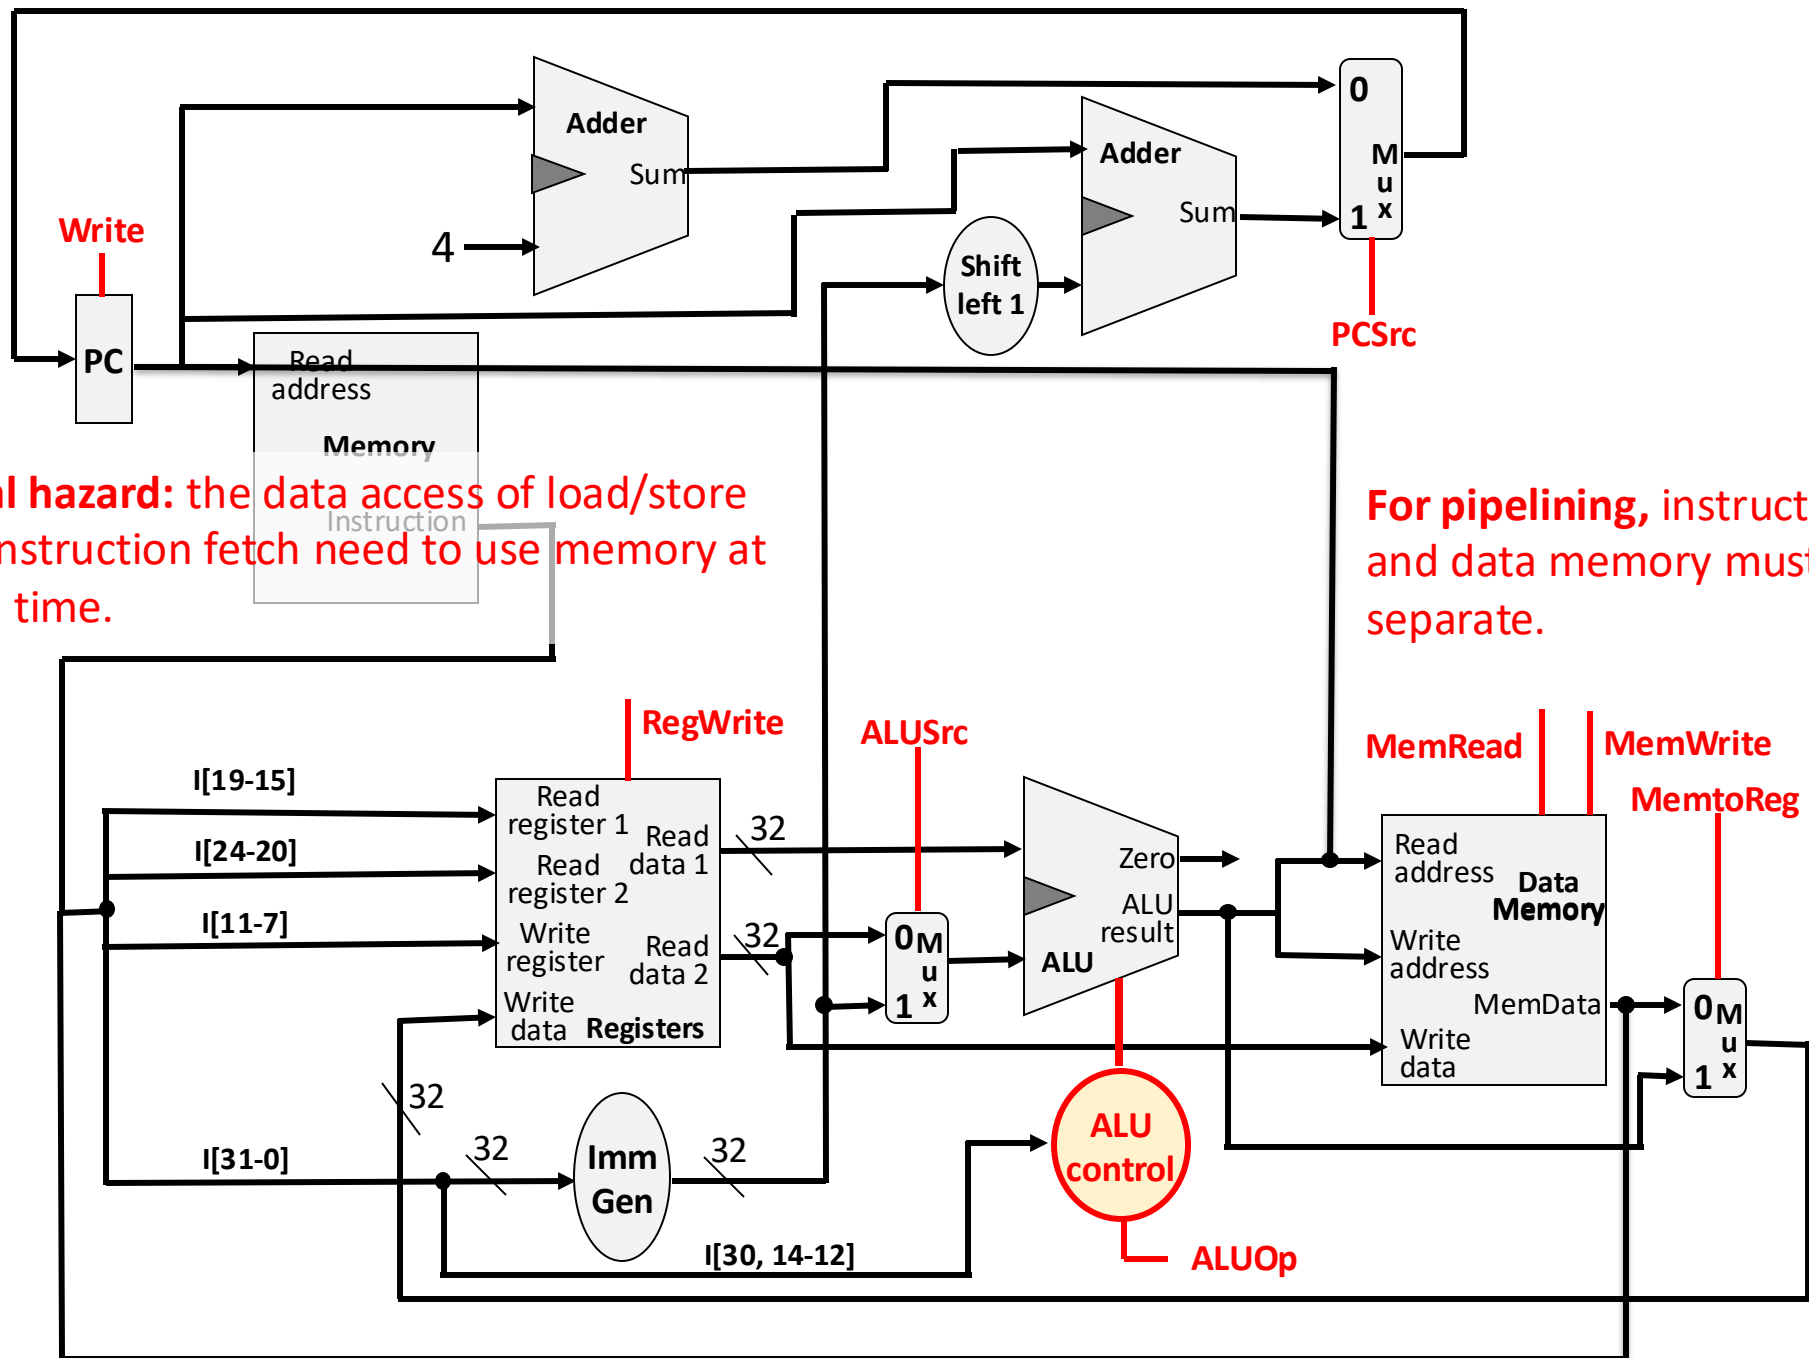 Adder
Sum
4
Write
PC
Read
address
Memory
Instruction
Adder
Sum
Shift
left 1
0
M
u
x
1
PCSrc
al hazard: the data access of load/store
nstruction fetch need to use memory at
time.
For pipelining, instruct
and data memory must
separate.
RegWrite
ALUSrc
MemRead
MemWrite
MemtoReg
I[19-15]
I[24-20]
I[11-7]
I[31-0]
Read
register 1
Read
register 2
Write
register
Write
data
Read
data 1
Read
data 2
Registers
32
32
32
32
32
Imm
Gen
I[30, 14-12]
0
M
u
x
1
Zero
ALU
result
ALU
ALU
control
ALUOp
Read
address
Data
Memory
Write
address
MemData
Write
data
0
M
u
x
1